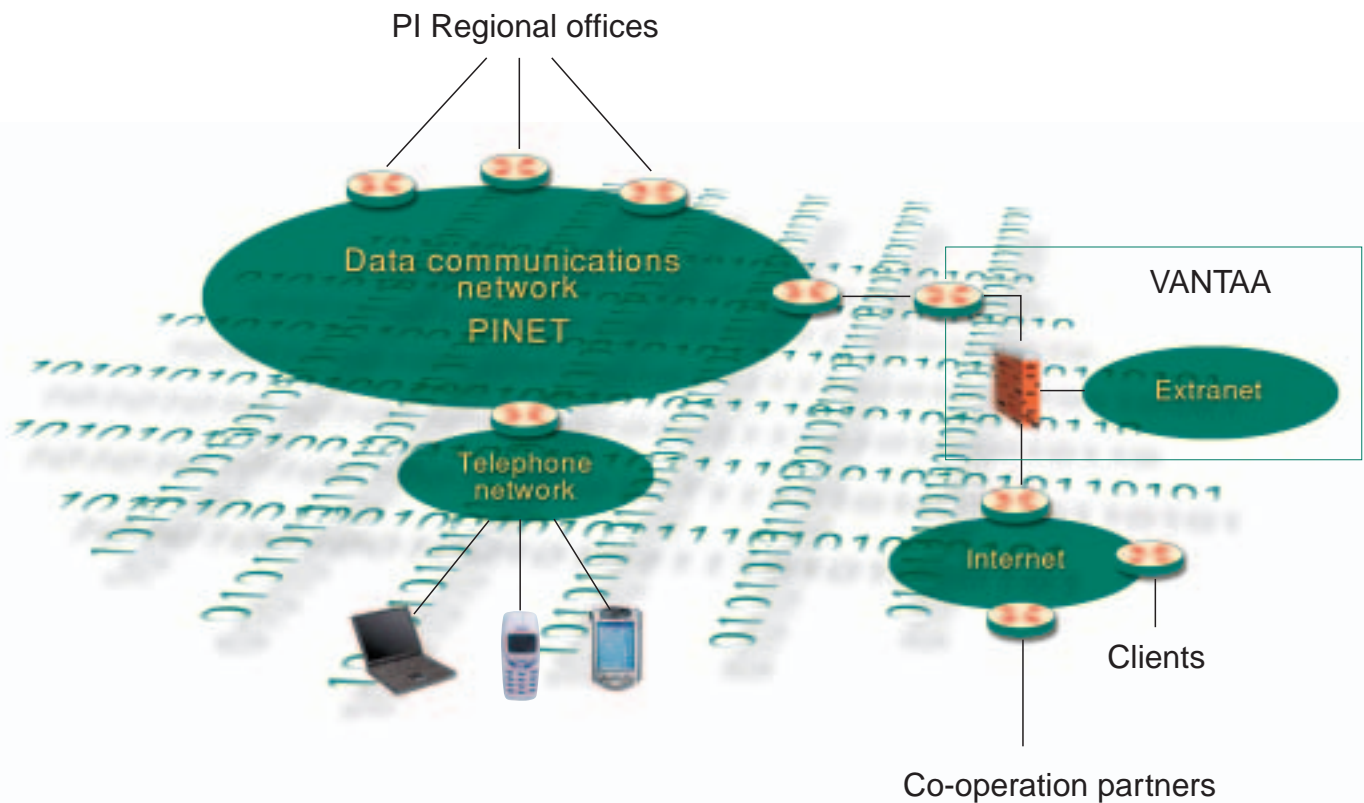 PI Regional offices
Data communications
network
PINET
VANTAA
Extranet
Telephone
network
Internet
Clients
Co-operation partners